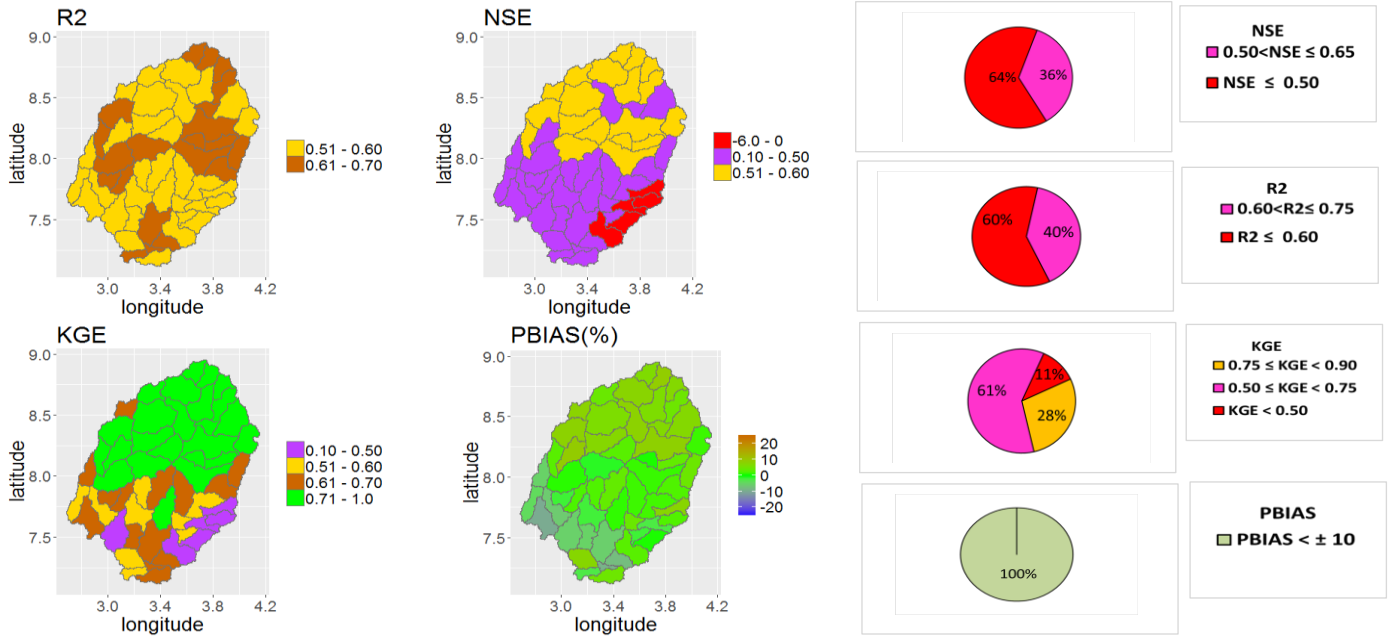 R2
9.0
8.5
8.0
7.5
latitude
3.0 3.4 3.8 4.2
longitude
0.51 - 0.60
0.61 - 0.70
NSE
9.0
8.5
8.0
7.5
latitude
3.0 3.4 3.8 4.2
longitude
-6.0 - 0
0.10 - 0.50
0.51 - 0.60
64%
36%
NSE
0.50<NSE ≤ 0.65
NSE ≤ 0.50
60%
40%
R2
0.60<R2≤ 0.75
R2 ≤ 0.60
KGE
9.0
8.5
8.0
7.5
latitude
3.0 3.4 3.8 4.2
longitude
0.10 - 0.50
0.51 - 0.60
0.61 - 0.70
0.71 - 1.0
PBIAS(%)
9.0
8.5
8.0
7.5
latitude
3.0 3.4 3.8 4.2
longitude
20
10
0
-10
-20
61%
11%
28%
KGE
0.75 ≤ KGE < 0.90
0.50 ≤ KGE < 0.75
KGE < 0.50
100%
PBIAS
PBIAS < ± 10